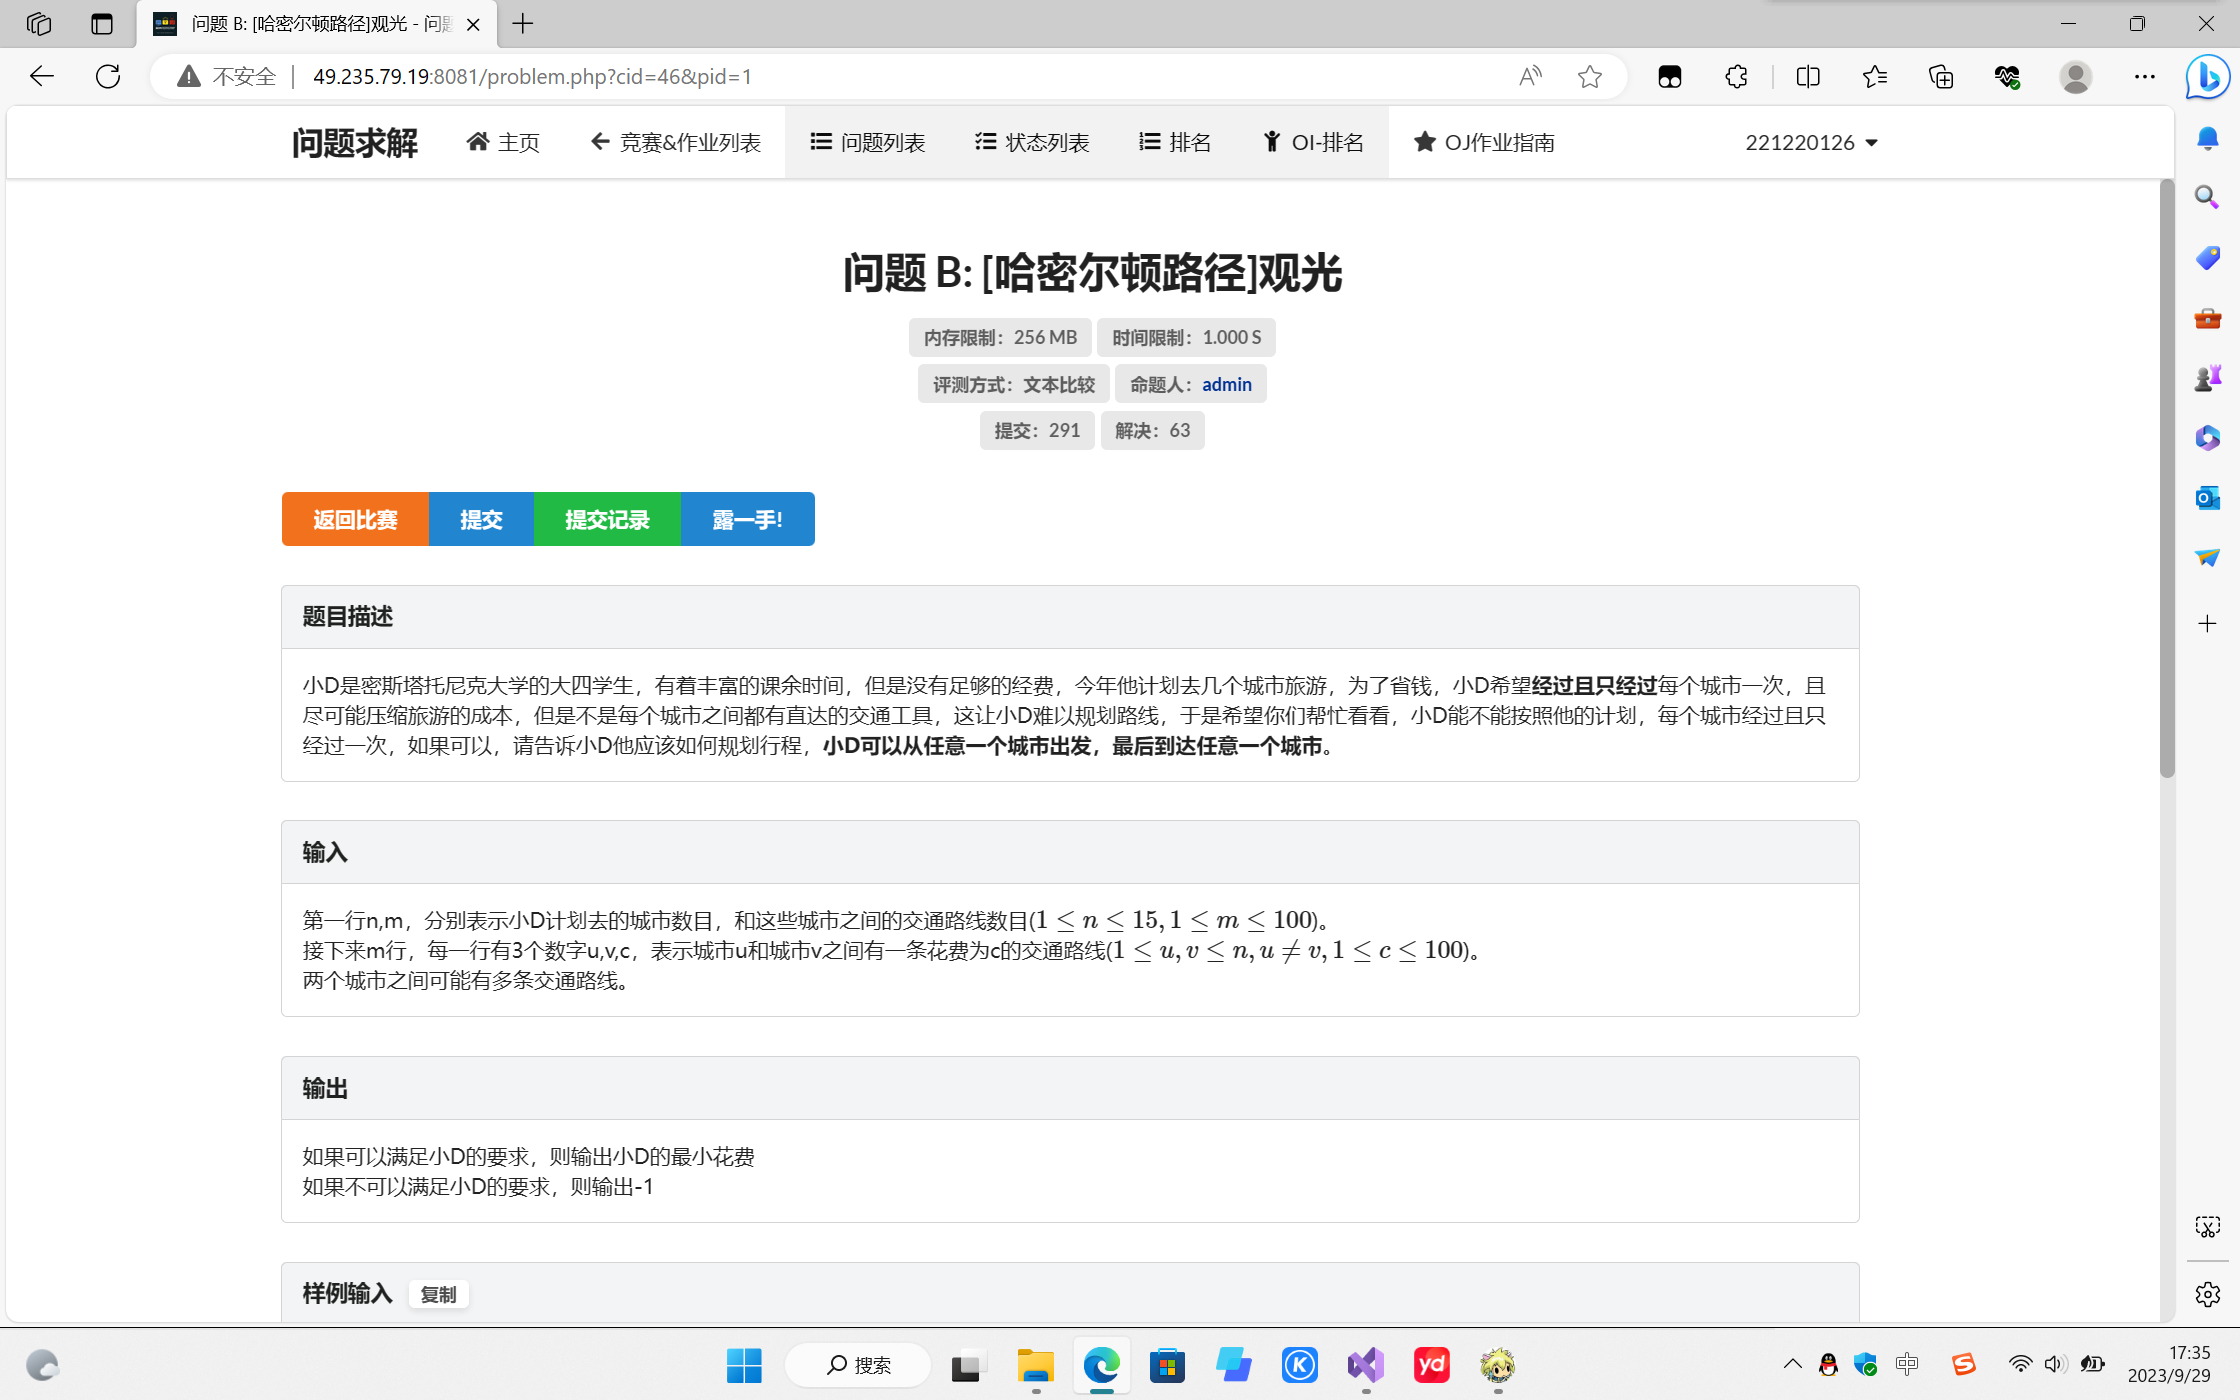 问题 B: [哈密尔顿路径]观光 - 问题
不安全
49.235.79.19:8081/problem.php?cid=46&pid=1
问题求解 主页 竞赛&作业列表 问题列表 状态列表 排名 OI-排名 OJ作业指南 221220126
问题 B: [哈密尔顿路径]观光
内存限制：256 MB 时间限制：1.000 S
评测方式：文本比较 命题人：admin
提交：291 解决：63
返回比赛 提交 提交记录 露一手!
题目描述
小D是密斯塔托尼克大学的大四学生，有着丰富的课余时间，但是没有足够的经费，今年他计划去几个城市旅游，为了省钱，小D希望经过且只经过每个城市一次，且
尽可能压缩旅游的成本，但是不是每个城市之间都有直达的交通工具，这让小D难以规划路线，于是希望你们帮忙看看，小D能不能按照他的计划，每个城市经过且只
经过一次，如果可以，请告诉小D他应该如何规划行程，小D可以从任意一个城市出发，最后到达任意一个城市。
输入
第一行n,m，分别表示小D计划去的城市数目，和这些城市之间的交通路线数目(1 ≤ n ≤ 15, 1 ≤ m ≤ 100)。
接下来m行，每一行有3个数字u,v,c，表示城市u和城市v之间有一条花费为c的交通路线(1 ≤ u, v ≤ n, u ≠ v, 1 ≤ c ≤ 100)。
两个城市之间可能有多条交通路线。
输出
如果可以满足小D的要求，则输出小D的最小花费
如果不可以满足小D的要求，则输出-1
样例输入 复制
搜索
yd
中
17:35
2023/9/29